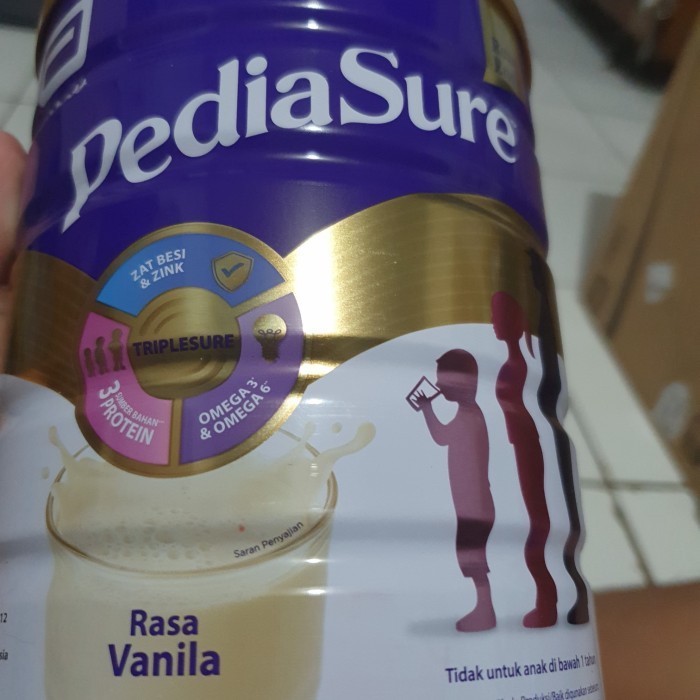 PediaSure
ZAT BESI
& ZINK
TRIPLESURE
3 SUMBER BAHAN
PROTEIN
OMEGA 3
& OMEGA 6
Saran Penyajian
Rasa
Vanila
12
Tidak untuk anak di bawah 1 tahun